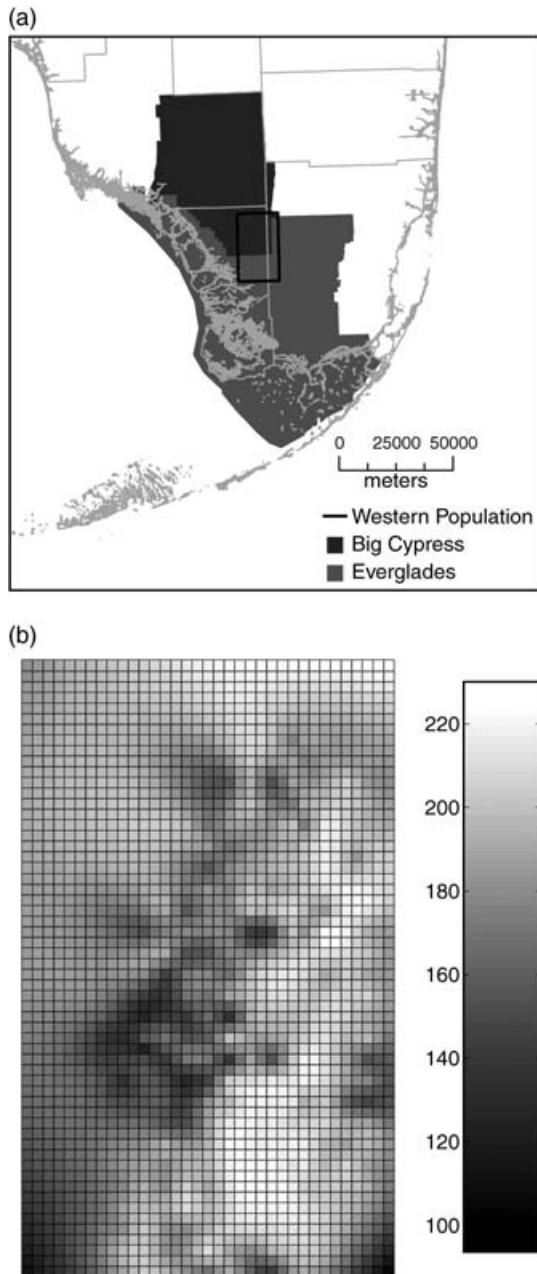 (a)
0 25000 50000
meters
Western Population
Big Cypress
Everglades
(b)
220
200
180
160
140
120
100